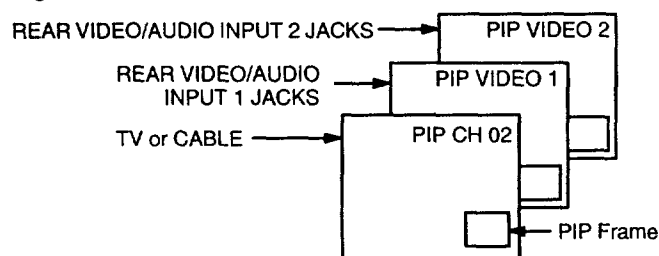 REAR VIDEO/AUDIO INPUT 2 JACKS
PIP VIDEO 2
REAR VIDEO/AUDIO
INPUT 1 JACKS
PIP VIDEO 1
TV or CABLE
PIP CH 02
PIP Frame